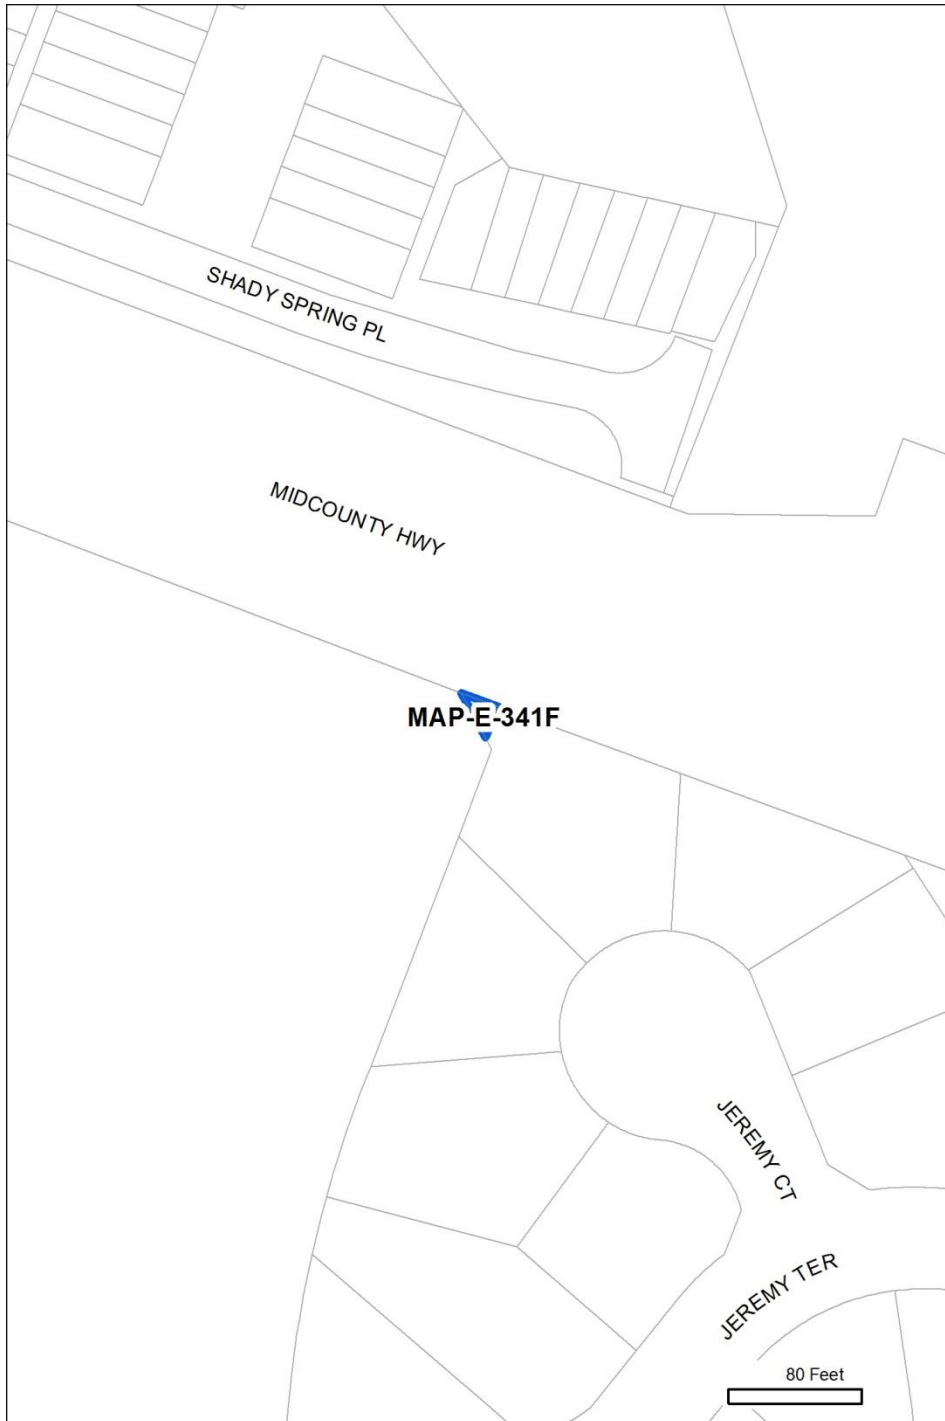 SHADY SPRING PL
MIDCOUNTY HWY
MAP-E-341F
JEREMY CT
JEREMY TER
80 Feet